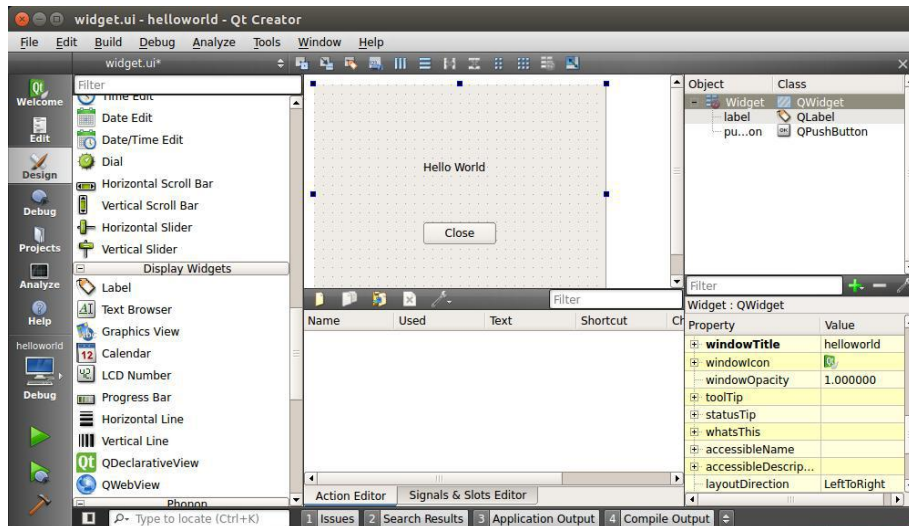 widget.ui - helloworld - Qt Creator
File Edit Build Debug Analyze Tools Window Help
widget.ui*
Welcome
Edit
Design
Debug
Projects
Analyze
Help
helloworld
Debug
Filter
Time Edit
Date Edit
Date/Time Edit
Dial
Horizontal Scroll Bar
Vertical Scroll Bar
Horizontal Slider
Vertical Slider
Display Widgets
Label
Text Browser
Graphics View
Calendar
LCD Number
Progress Bar
Horizontal Line
Vertical Line
QDeclarativeView
QWebView
Phonon
Hello World
Close
Filter
Name Used Text Shortcut Ch
Action Editor Signals & Slots Editor
Object Class
Widget QWidget
label QLabel
pu...on QPushButton
Filter
Widget : QWidget
Property Value
windowTitle helloworld
windowIcon
windowOpacity 1.000000
toolTip
statusTip
whatsThis
accessibleName
accessibleDescrip...
layoutDirection LeftToRight
Type to locate (Ctrl+K) 1 Issues 2 Search Results 3 Application Output 4 Compile Output